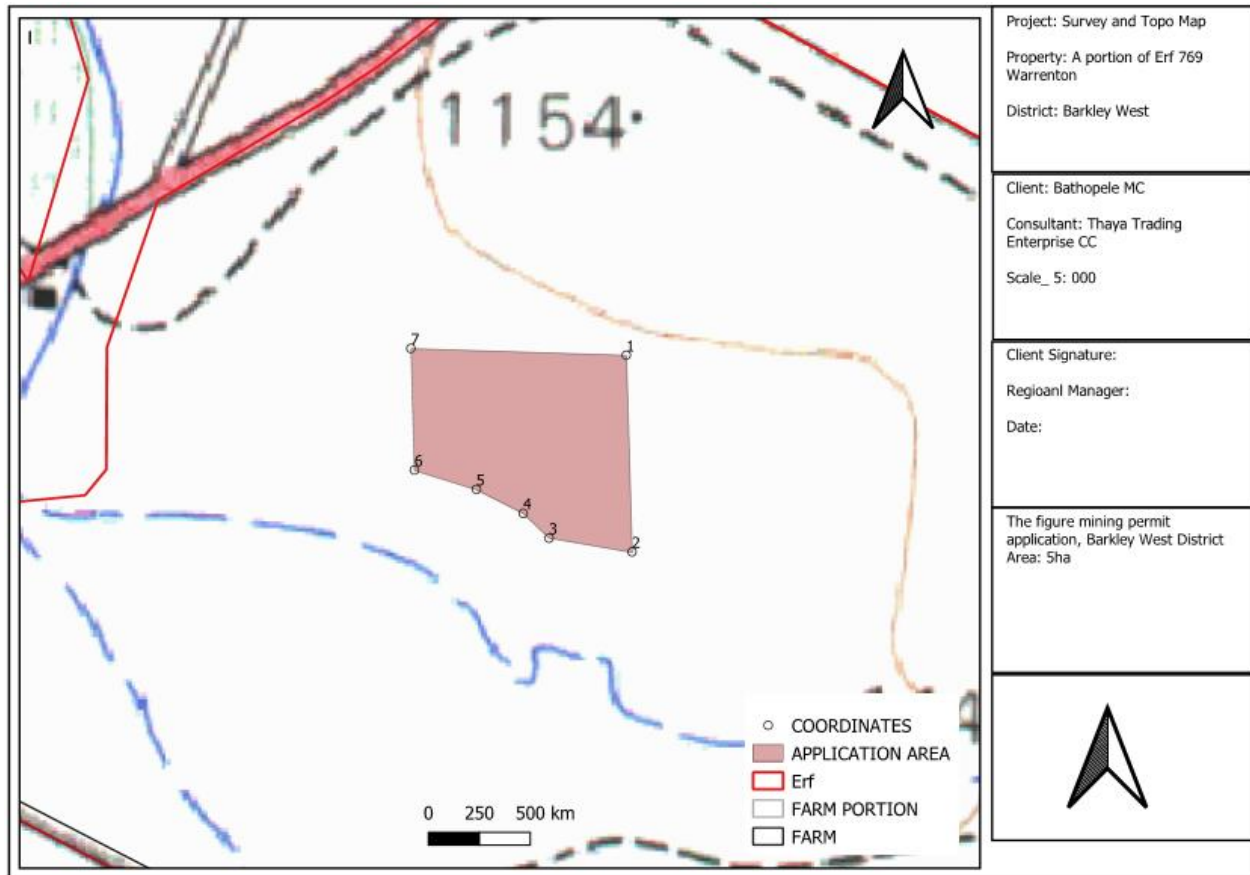 1154
7
1
6
5
4
3
2
COORDINATES
APPLICATION AREA
Erf
FARM PORTION
FARM
0 250 500 km
Project: Survey and Topo Map
Property: A portion of Erf 769
Warrenton
District: Barkley West
Client: Bathopele MC
Consultant: Thaya Trading
Enterprise CC
Scale_ 5: 000
Client Signature:
Regioanl Manager:
Date:
The figure mining permit
application, Barkley West District
Area: 5ha